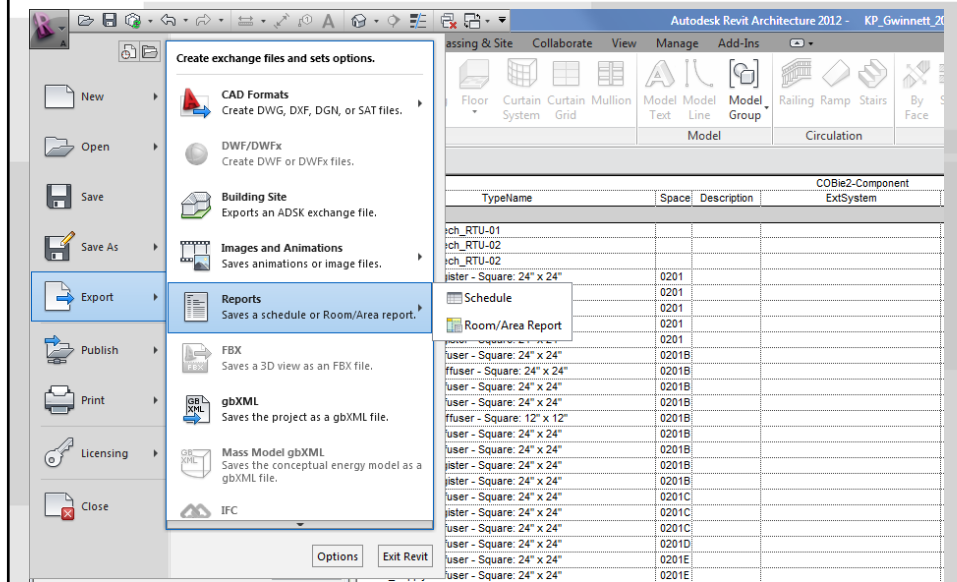 Autodesk Revit Architecture 2012 - KP_Gwinnett_20
Create exchange files and sets options.
assing & Site Collaborate View Manage Add-Ins
New
Open
Save
Save As
Export
Publish
Print
Licensing
Close
CAD Formats
Create DWG, DXF, DGN, or SAT files.
DWF/DWFx
Create DWF or DWFx files.
Building Site
Exports an ADSK exchange file.
Images and Animations
Saves animations or image files.
Reports
Saves a schedule or Room/Area report.
FBX
Saves a 3D view as an FBX file.
gbXML
Saves the project as a gbXML file.
Mass Model gbXML
Saves the conceptual energy model as a
gbXML file.
IFC
Options Exit Revit
Schedule
Room/Area Report
Floor Curtain System Curtain Grid Mullion Model Text Model Line Model Group Railing Ramp Stairs By Face
Model Circulation
COBie2-Component
TypeName Space Description ExtSystem
ech_RTU-01
ech_RTU-02
ech_RTU-02
ister - Square: 24" x 24" 0201
0201
0201
0201
0201
fuser - Square: 24" x 24" 0201B
ffuser - Square: 24" x 24" 0201B
fuser - Square: 24" x 24" 0201B
fuser - Square: 24" x 24" 0201B
ffuser - Square: 12" x 12" 0201B
fuser - Square: 24" x 24" 0201B
fuser - Square: 24" x 24" 0201B
gister - Square: 24" x 24" 0201B
gister - Square: 24" x 24" 0201B
fuser - Square: 24" x 24" 0201C
gister - Square: 24" x 24" 0201C
fuser - Square: 24" x 24" 0201C
fuser - Square: 24" x 24" 0201D
fuser - Square: 24" x 24" 0201E
fuser - Square: 24" x 24" 0201E